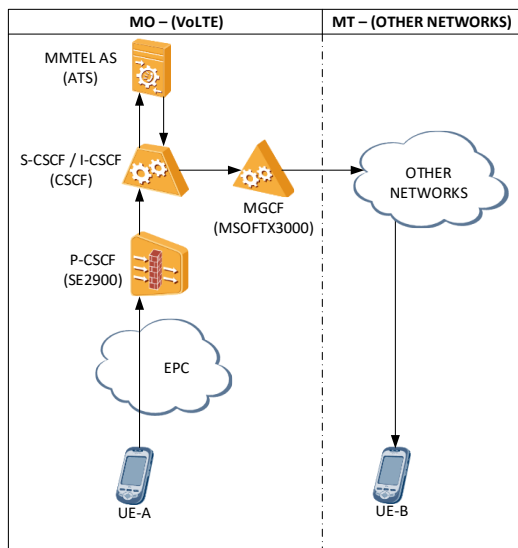 MO – (VoLTE)
MT – (OTHER NETWORKS)
MMTEL AS
(ATS)
S-CSCF / I-CSCF
(CSCF)
MGCF
(MSOFTX3000)
OTHER
NETWORKS
P-CSCF
(SE2900)
EPC
UE-A
UE-B